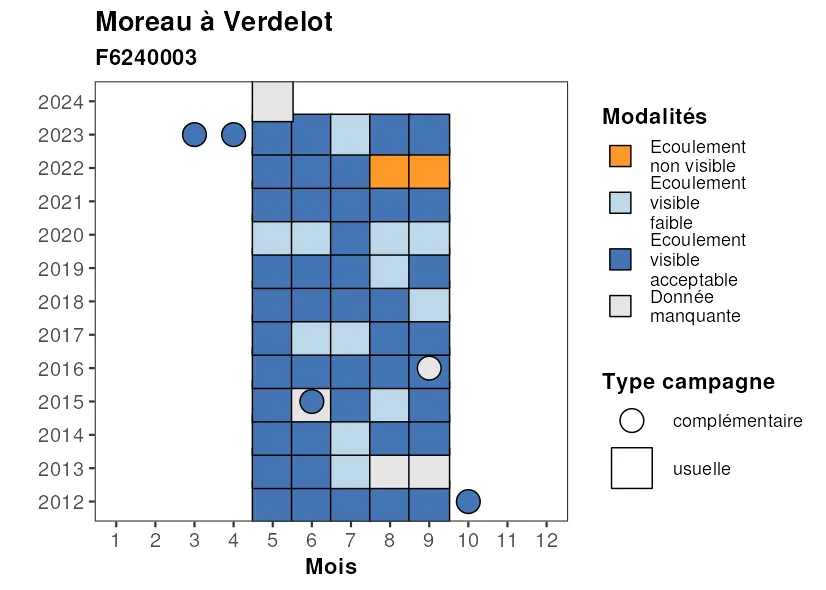 Moreau à Verdelot
F6240003
2024
2023
2022
2021
2020
2019
2018
2017
2016
2015
2014
2013
2012
1 2 3 4 5 6 7 8 9 10 11 12
Mois
Modalités
Ecoulement
non visible
Ecoulement
visible
faible
Ecoulement
visible
acceptable
Donnée
manquante
Type campagne
complémentaire
usuelle